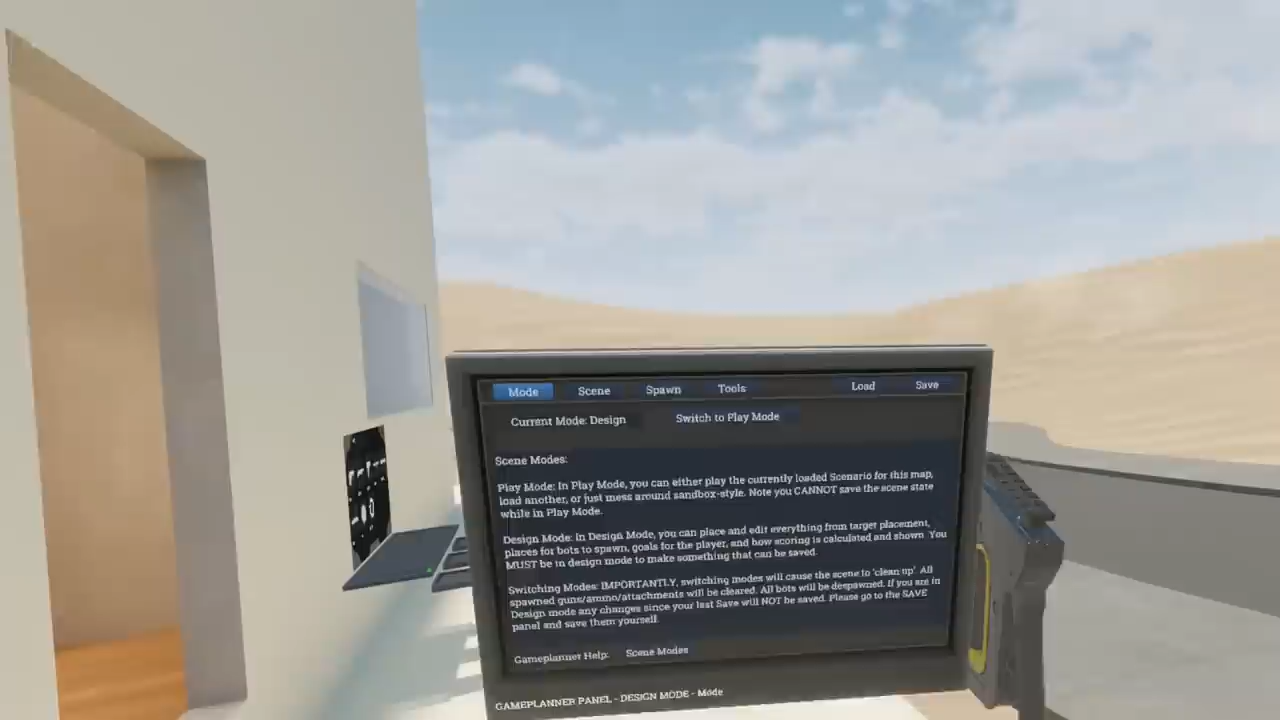 Mode Scene Spawn Tools Load Save
Current Mode: Design Switch to Play Mode
Scene Modes:
Play Mode: In Play Mode, you can either play the currently loaded Scenario for this map,
load another, or just mess around sandbox-style. Note you CANNOT save the scene state
while in Play Mode.
Design Mode: In Design Mode, you can place and edit everything from target placement,
places for bots to spawn, goals for the player, and how scoring is calculated and shown. You
MUST be in design mode to make something that can be saved.
Switching Modes: IMPORTANTLY, switching modes will cause the scene to 'clean up'. All
spawned guns/ammo/attachments will be cleared. All bots will be despawned. If you are in
Design mode any changes since your last Save will NOT be saved. Please go to the SAVE
panel and save them yourself.
Gameplanner Help: Scene Modes
GAMEPLANNER PANEL - DESIGN MODE - Mode